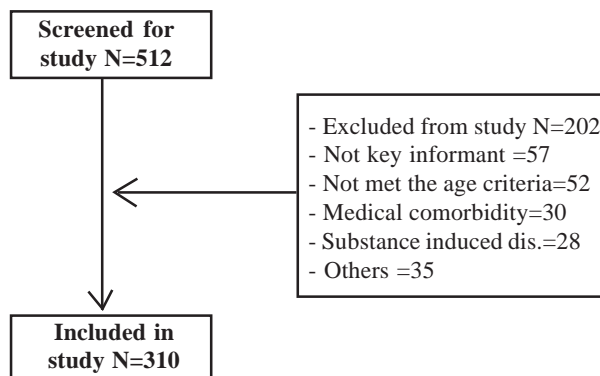 Screened for
study N=512
- Excluded from study N=202
- Not key informant =57
- Not met the age criteria=52
- Medical comorbidity=30
- Substance induced dis.=28
- Others =35
Included in
study N=310